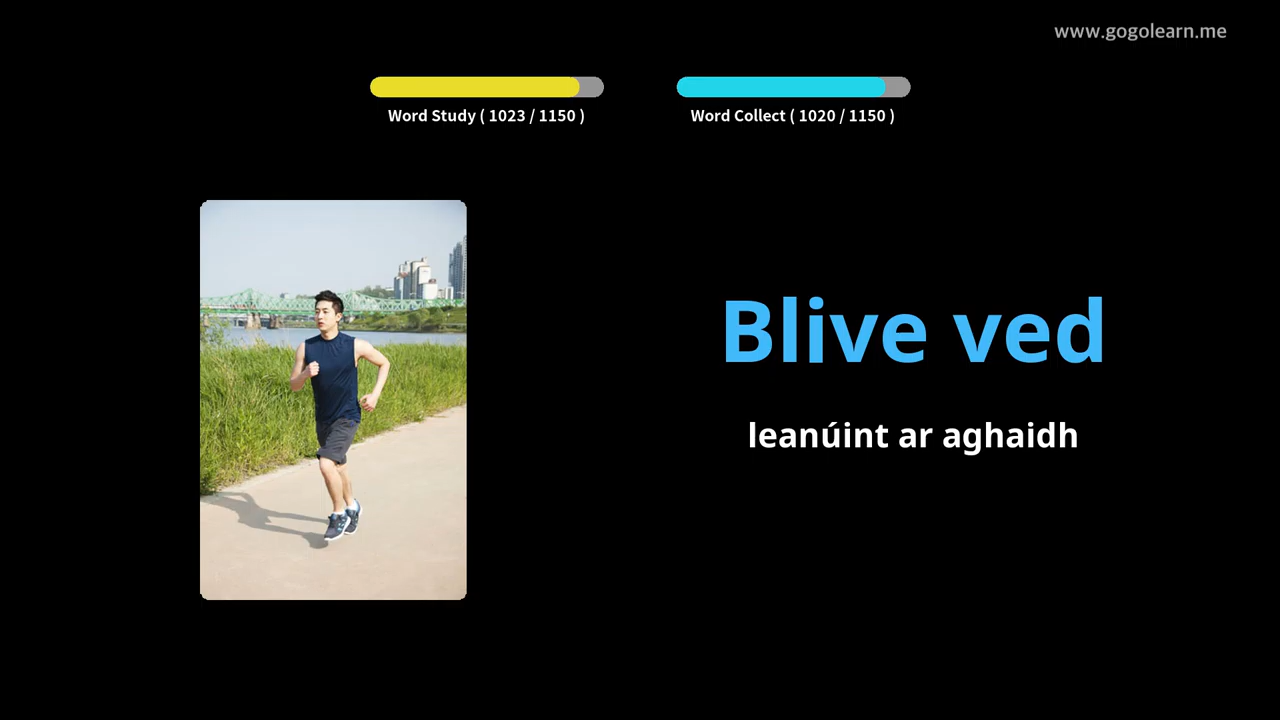 www.gogolearn.me
Word Study ( 1023 / 1150 )
Word Collect ( 1020 / 1150 )
Blive ved
leanúint ar aghaidh